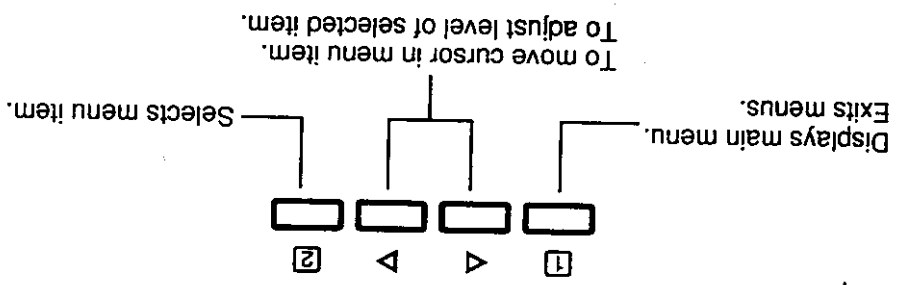 1 ◁ ▷ 2
Displays main menu.
Exits menus.
Selects menu item.
To move cursor in menu item.
To adjust level of selected item.